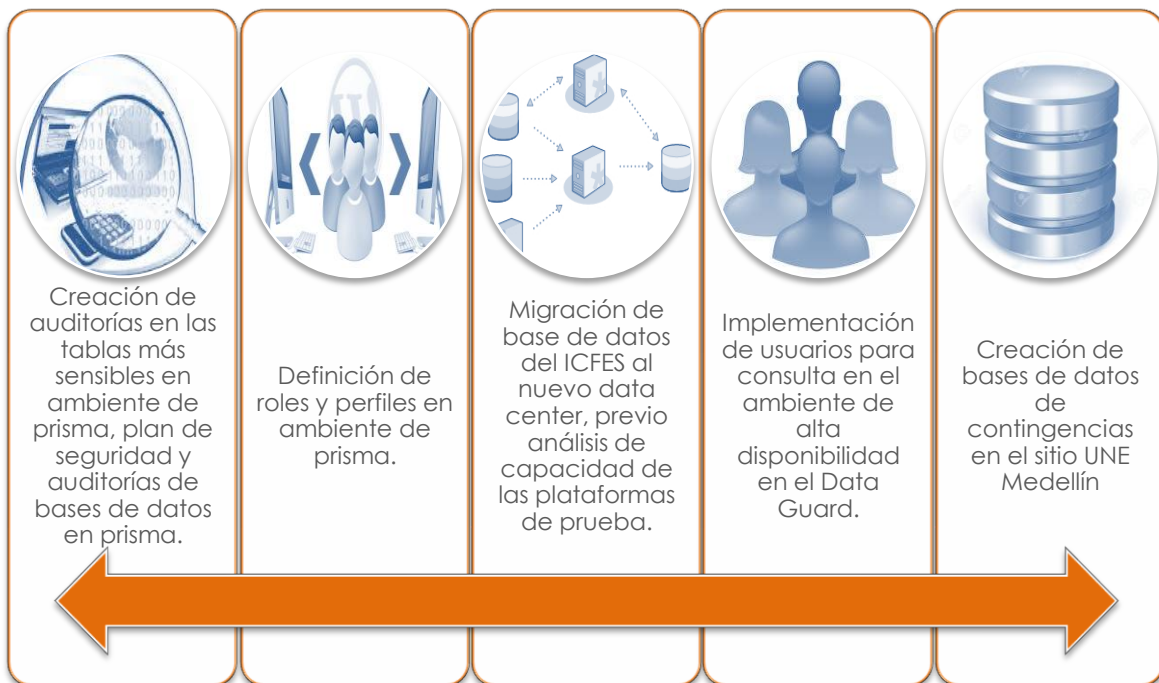 Creación de
auditorías en las
tablas más
sensibles en
ambiente de
prisma, plan de
seguridad y
auditorías de
bases de datos
en prisma.
Definición de
roles y perfiles en
ambiente de
prisma.
Migración de
base de datos
del ICFES al
nuevo data
center, previo
análisis de
capacidad de
las plataformas
de prueba.
Implementación
de usuarios para
consulta en el
ambiente de
alta
disponibilidad
en el Data
Guard.
Creación de
bases de datos
de
contingencias
en el sitio UNE
Medellín